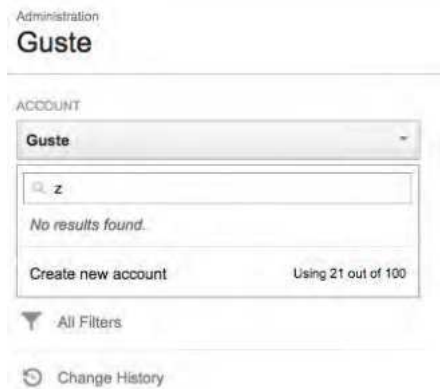 Administration
Guste
ACCOUNT
Guste
z
No results found.
Create new account Using 21 out of 100
All Filters
Change History